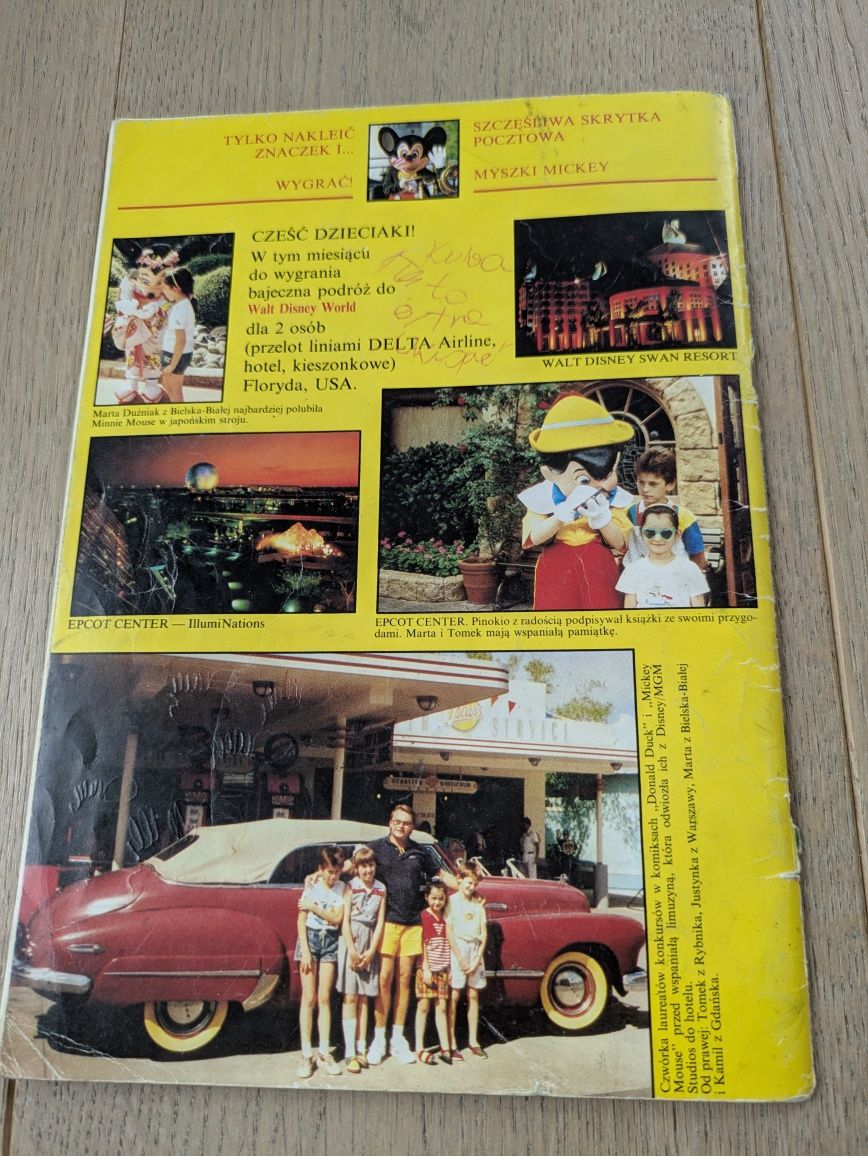 TYLKO NAKLEIĆ
ZNACZEK I...
WYGRAĆ!
SZCZĘŚLIWA SKRYTKA
POCZTOWA
MYSZKI MICKEY
CZEŚĆ DZIECIAKI!
W tym miesiącu
do wygrania
bajeczna podróż do
Walt Disney World
dla 2 osób
(przelot liniami DELTA Airline,
hotel, kieszonkowe)
Floryda, USA.
Kuba
to
WALT DISNEY SWAN RESORT
Marta Duźniak z Bielska-Białej najbardziej polubiła
Minnie Mouse w japońskim stroju.
EPCOT CENTER — IllumiNations
EPCOT CENTER. Pinokio z radością podpisywał książki ze swoimi przygo-
dami. Marta i Tomek mają wspaniałą pamiątkę.
SERVICE
Czwórka laureatów konkursów w komiksach „Donald Duck" i „Mickey
Mouse" przed wspaniałą limuzyną, która odwiozła ich z Disney/MGM
Studios do hotelu.
Od prawej: Tomek z Rybnika, Justynka z Warszawy, Marta z Bielska-Białej
i Kamil z Gdańska.